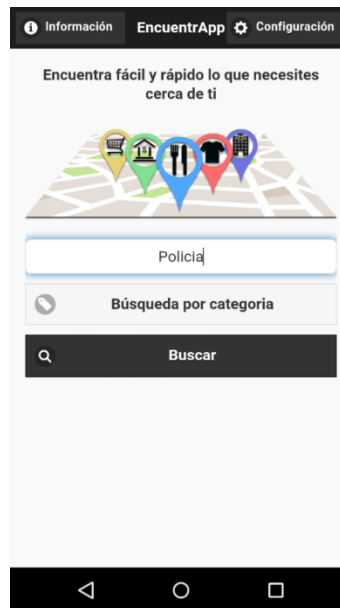 Información EncuentrApp Configuración
Encuentra fácil y rápido lo que necesites
cerca de ti
Policia
Búsqueda por categoria
Buscar